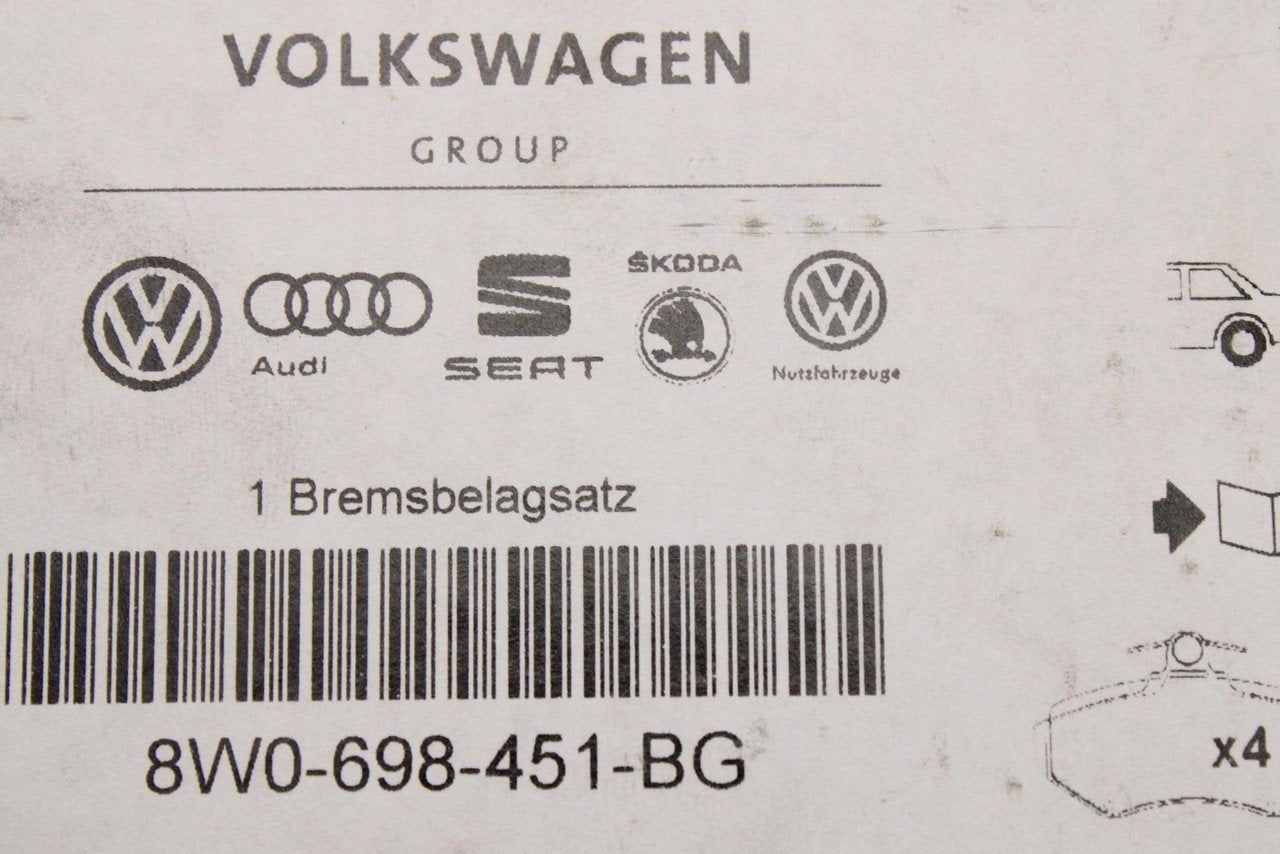 VOLKSWAGEN
GROUP
ŠKODA
Audi
SEAT
Nutzfahrzeuge
1 Bremsbelagsatz
8W0-698-451-BG
x4